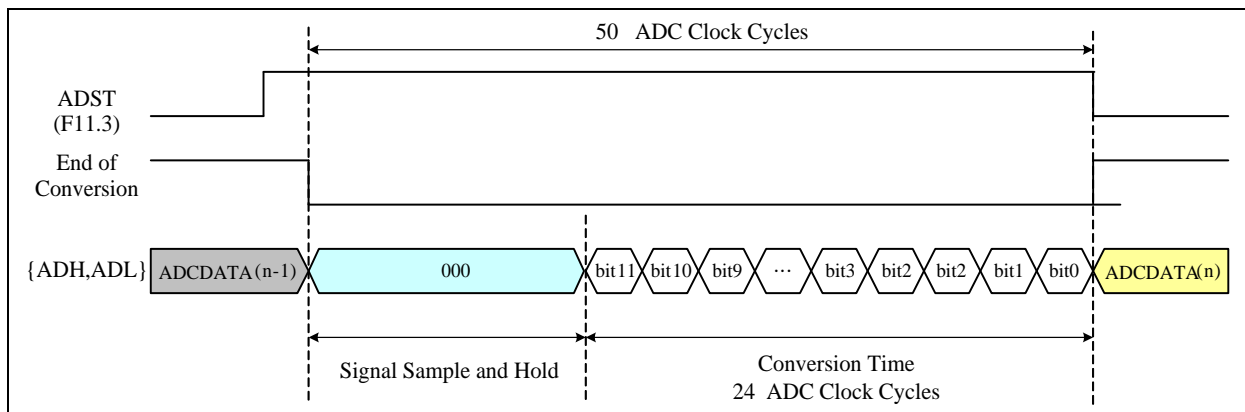 50 ADC Clock Cycles
ADST
(F11.3)
End of
Conversion
{ADH,ADL}
ADCDATA(n-1)
000
bit11
bit10
bit9
...
bit3
bit2
bit2
bit1
bit0
ADCDATA(n)
Signal Sample and Hold
Conversion Time
24 ADC Clock Cycles